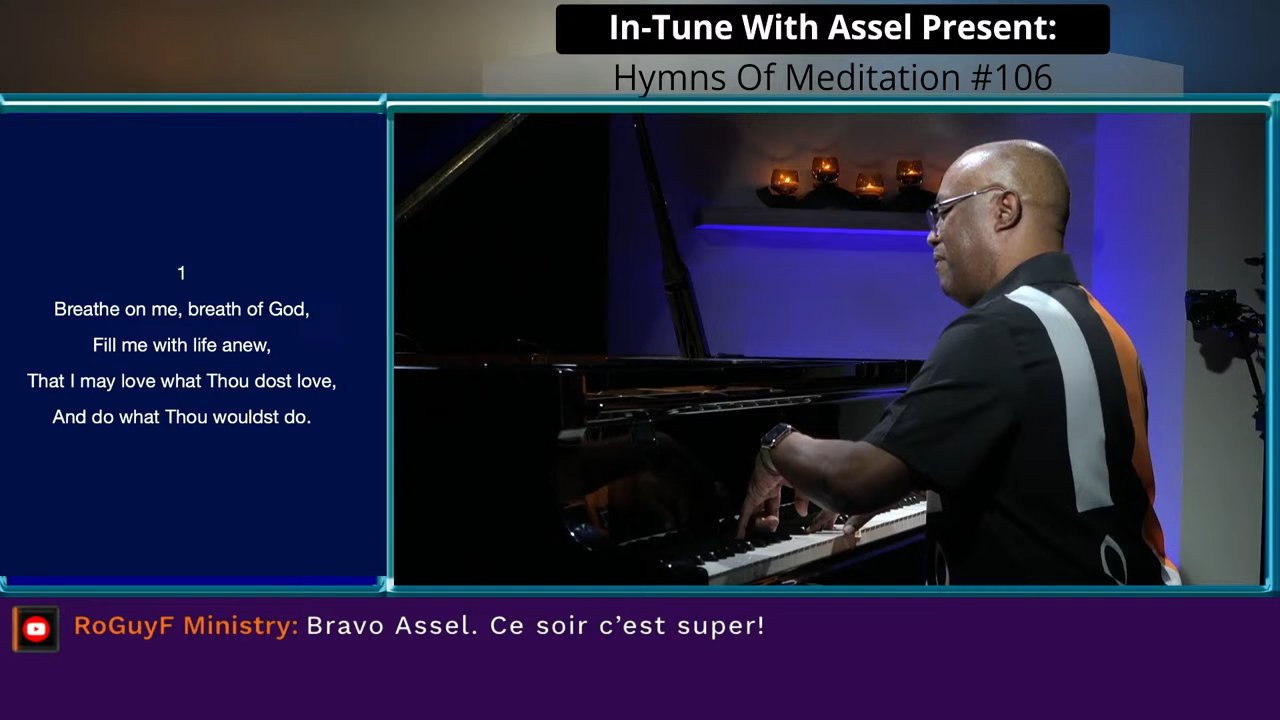 In-Tune With Assel Present:
Hymns Of Meditation #106
1
Breathe on me, breath of God,
Fill me with life anew,
That I may love what Thou dost love,
And do what Thou wouldst do.
RoGuyF Ministry: Bravo Assel. Ce soir c’est super!